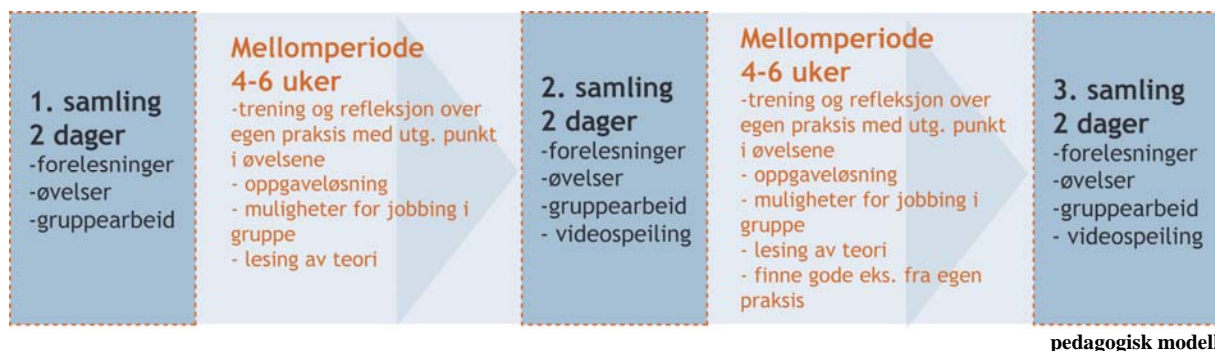 1. samling
2 dager
-forelesninger
-øvelser
-gruppearbeid
Mellomperiode
4-6 uker
-trening og refleksjon over
egen praksis med utg. punkt
i øvelsene
- oppgaveløsning
- muligheter for jobbing i
gruppe
- lesing av teori
2. samling
2 dager
-forelesninger
-øvelser
-gruppearbeid
- videospeiling
Mellomperiode
4-6 uker
-trening og refleksjon over
egen praksis med utg. punkt
i øvelsene
- oppgaveløsning
- muligheter for jobbing i
gruppe
- lesing av teori
- finne gode eks. fra egen
praksis
3. samling
2 dager
-forelesninger
-øvelser
-gruppearbeid
- videospeiling
pedagogisk modell